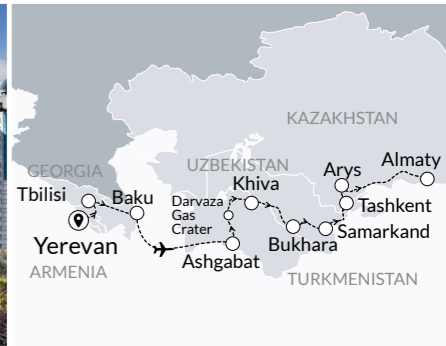 KAZAKHSTAN
GEORGIA
UZBEKISTAN
Arys
Almaty
Tbilisi
Baku
Darvaza
Gas
Crater
Khiva
Tashkent
Yerevan
Bukhara
Samarkand
Ashgabat
ARMENIA
TURKMENISTAN